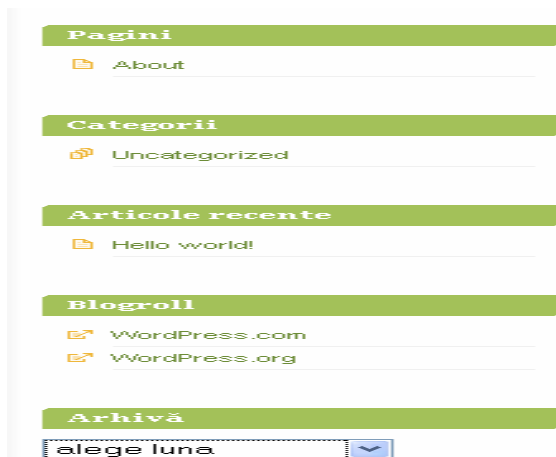 Pagini
About
Categorii
Uncategorized
Articole recente
Hello world!
Blogroll
WordPress.com
WordPress.org
Arhivă
alege luna